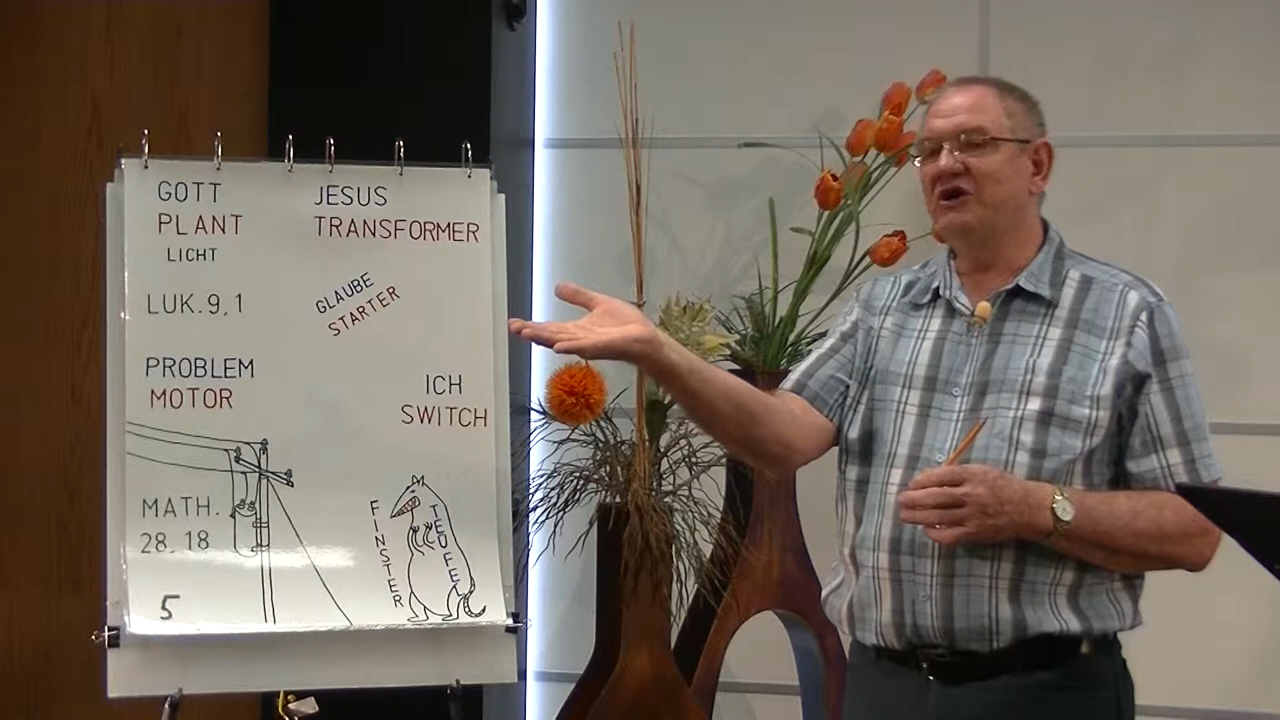 GOTT
PLANT
LICHT
JESUS
TRANSFORMER
GLAUBE
STARTER
LUK. 9, 1
PROBLEM
MOTOR
ICH
SWITCH
MATH.
28, 18
FINSTER
TEUFEL
5